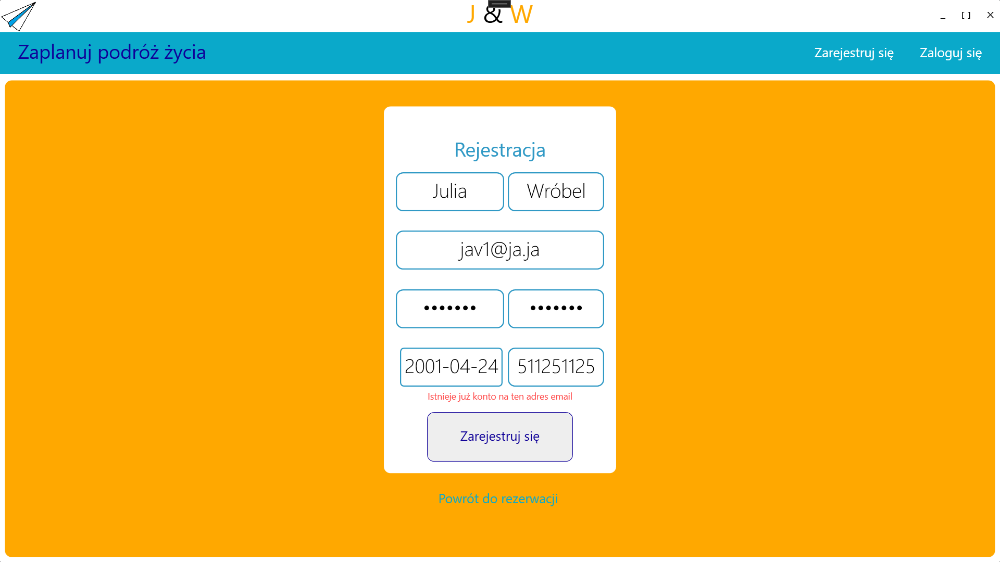 J & W
_ [ ] X
Zaplanuj podróż życia
Zarejestruj się Zaloguj się
Rejestracja
Julia Wróbel
jav1@ja.ja
••••••• •••••••
2001-04-24 511251125
Istnieje już konto na ten adres email
Zarejestruj się
Powrót do rezerwacji